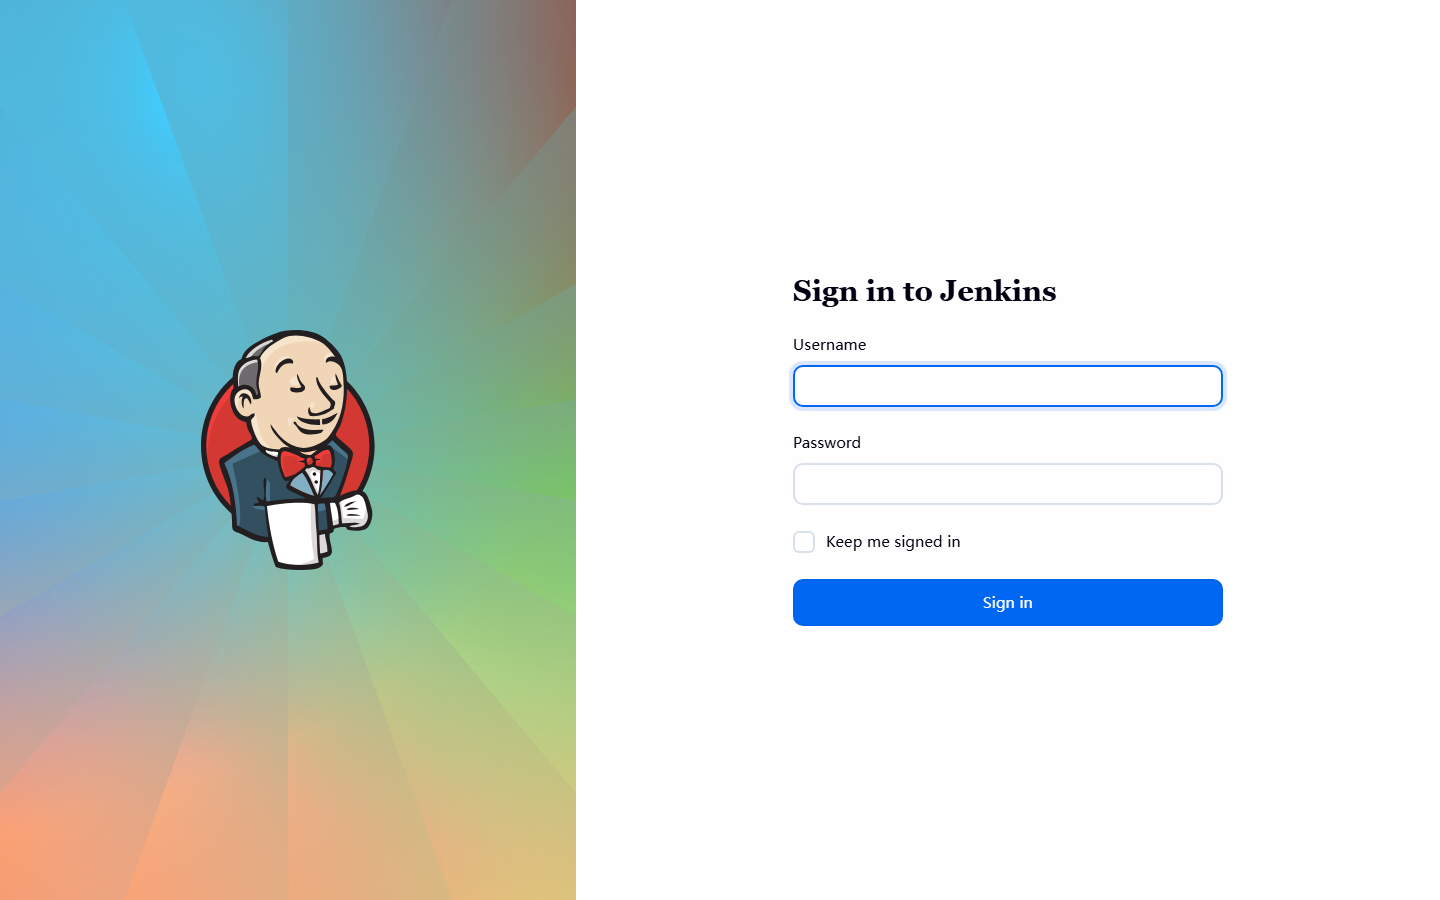 Sign in to Jenkins
Username
Password
Keep me signed in
Sign in